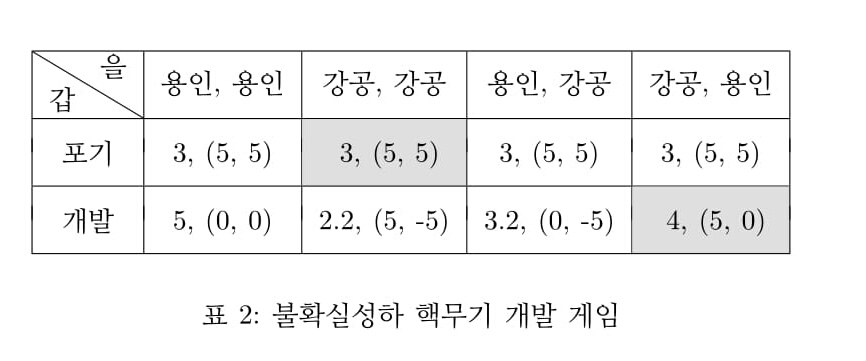 을
갑
용인, 용인 강공, 강공 용인, 강공 강공, 용인
포기 3, (5, 5) 3, (5, 5) 3, (5, 5) 3, (5, 5)
개발 5, (0, 0) 2.2, (5, -5) 3.2, (0, -5) 4, (5, 0)
표 2: 불확실성하 핵무기 개발 게임